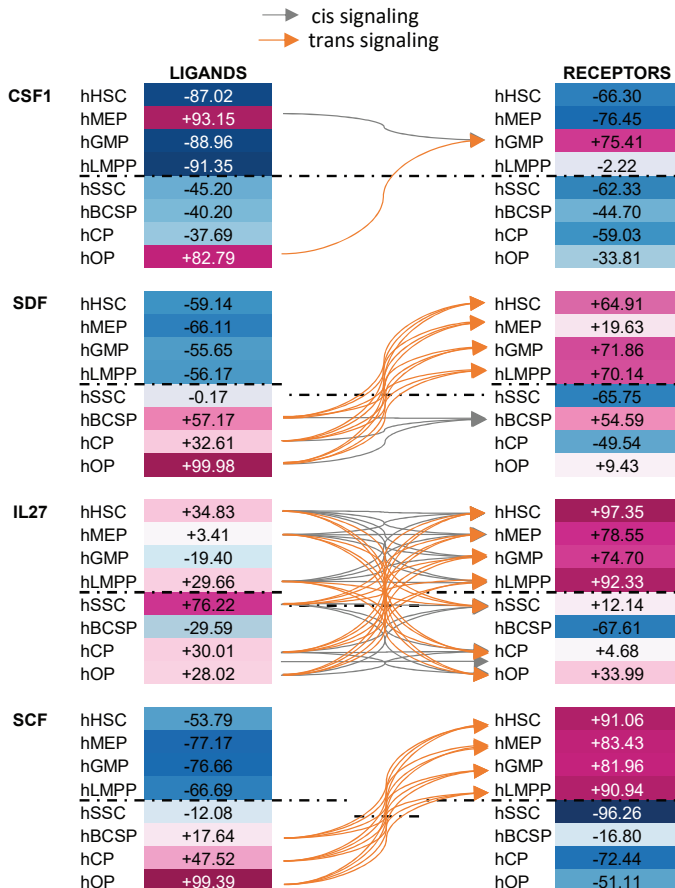 cis signaling
trans signaling
LIGANDS RECEPTORS
CSF1 hHSC -87.02 hHSC -66.30
hMEP +93.15 hMEP -76.45
hGMP -88.96 hGMP +75.41
hLMPP -91.35 hLMPP -2.22
hSSC -45.20 hSSC -62.33
hBCSP -40.20 hBCSP -44.70
hCP -37.69 hCP -59.03
hOP +82.79 hOP -33.81
SDF hHSC -59.14 hHSC +64.91
hMEP -66.11 hMEP +19.63
hGMP -55.65 hGMP +71.86
hLMPP -56.17 hLMPP +70.14
hSSC -0.17 hSSC -65.75
hBCSP +57.17 hBCSP +54.59
hCP +32.61 hCP -49.54
hOP +99.98 hOP +9.43
IL27 hHSC +34.83 hHSC +97.35
hMEP +3.41 hMEP +78.55
hGMP -19.40 hGMP +74.70
hLMPP +29.66 hLMPP +92.33
hSSC +76.22 hSSC +12.14
hBCSP -29.59 hBCSP -67.61
hCP +30.01 hCP +4.68
hOP +28.02 hOP +33.99
SCF hHSC -53.79 hHSC +91.06
hMEP -77.17 hMEP +83.43
hGMP -76.66 hGMP +81.96
hLMPP -66.69 hLMPP +90.94
hSSC -12.08 hSSC -96.26
hBCSP +17.64 hBCSP -16.80
hCP +47.52 hCP -72.44
hOP +99.39 hOP -51.11